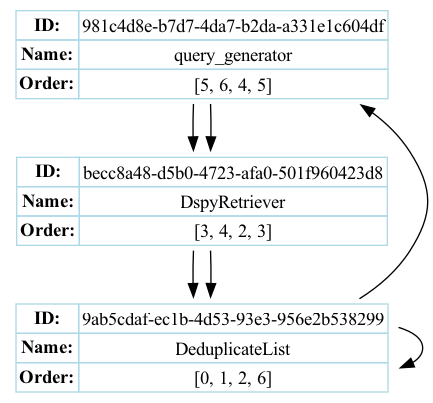 ID: 981c4d8e-b7d7-4da7-b2da-a331e1c604df
Name: query_generator
Order: [5, 6, 4, 5]
ID: becc8a48-d5b0-4723-afa0-501f960423d8
Name: DspyRetriever
Order: [3, 4, 2, 3]
ID: 9ab5cdaf-ec1b-4d53-93e3-956e2b538299
Name: DeduplicateList
Order: [0, 1, 2, 6]